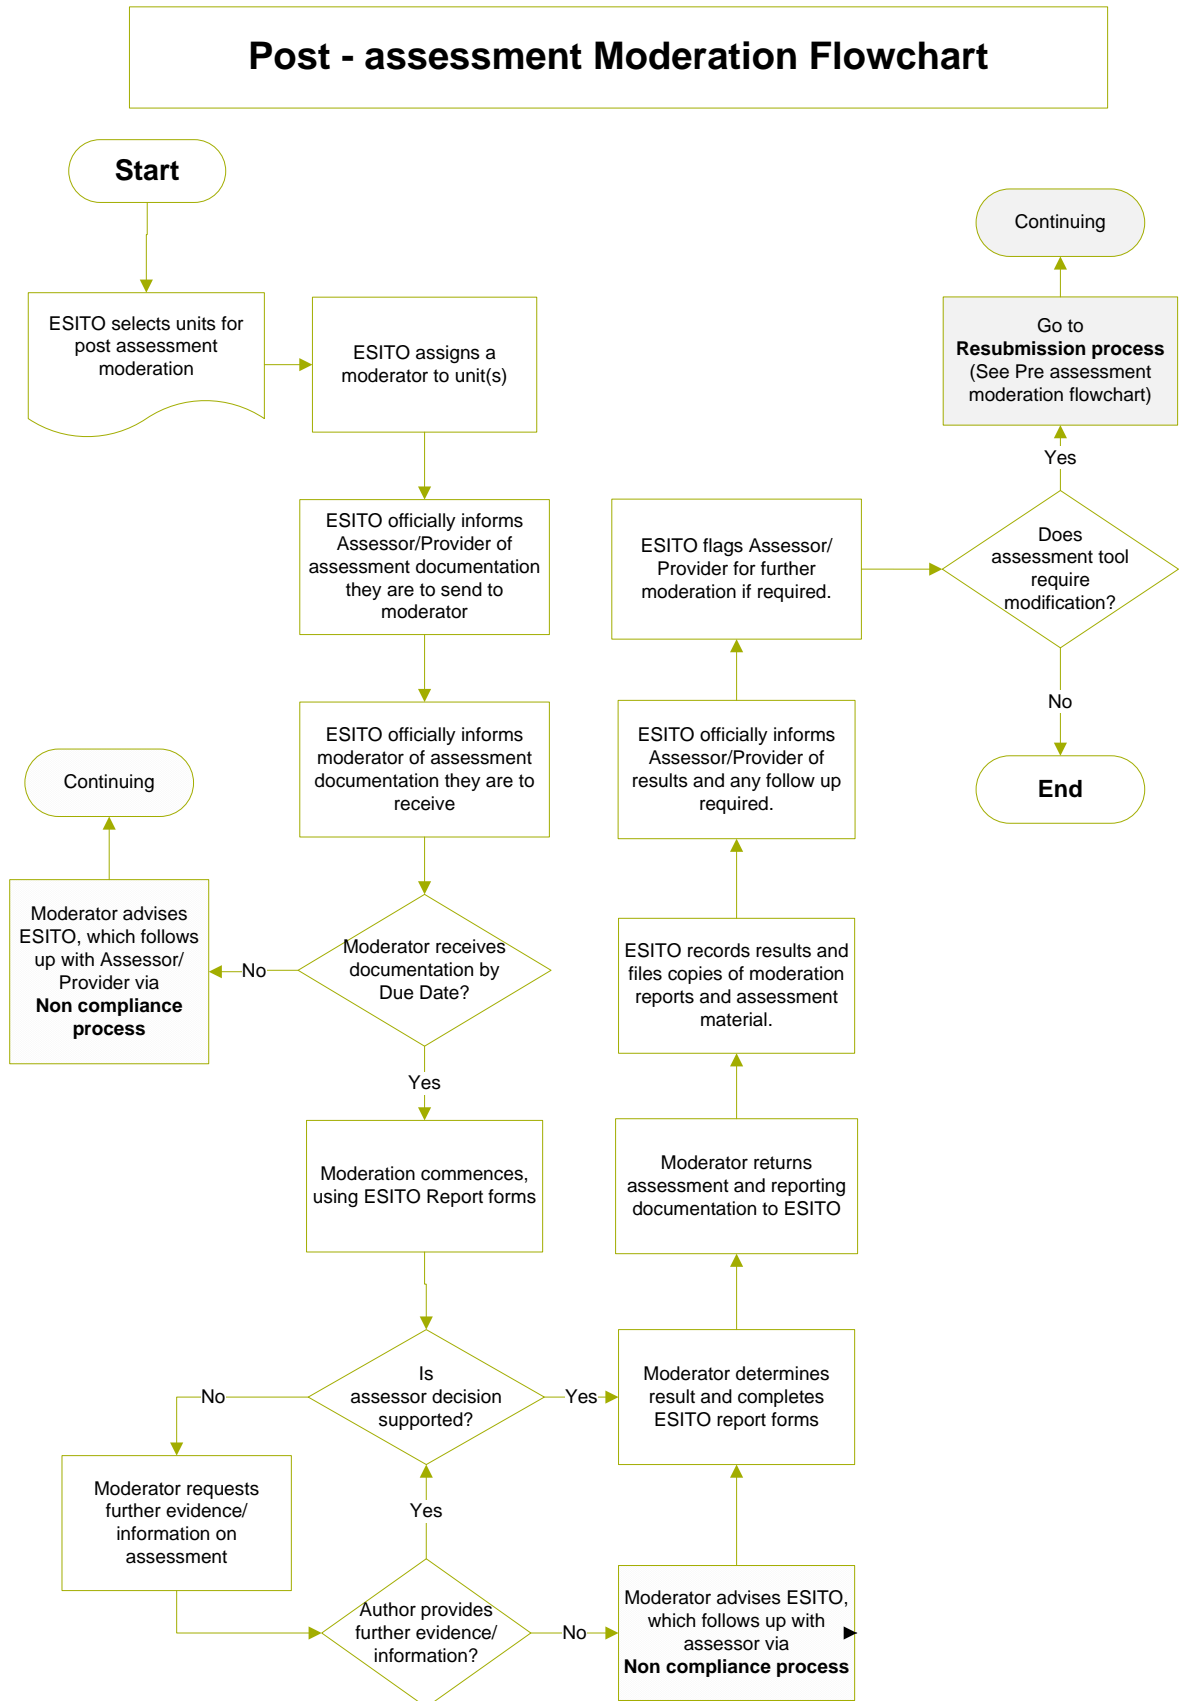 Post - assessment Moderation Flowchart
Start
ESITO selects units for
post assessment
moderation
ESITO assigns a
moderator to unit(s)
ESITO officially informs
Assessor/Provider of
assessment documentation
they are to send to
moderator
ESITO officially informs
moderator of assessment
documentation they are to
receive
Moderator receives
documentation by
Due Date?
No
Moderator advises
ESITO, which follows
up with Assessor/
Provider via
Non compliance
process
Continuing
Yes
Moderation commences,
using ESITO Report forms
Is
assessor decision
supported?
No
Moderator requests
further evidence/
information on
assessment
Author provides
further evidence/
information?
Yes
No
Moderator advises ESITO,
which follows up with
assessor via
Non compliance process
Yes
Moderator determines
result and completes
ESITO report forms
Moderator returns
assessment and reporting
documentation to ESITO
ESITO records results and
files copies of moderation
reports and assessment
material.
ESITO officially informs
Assessor/Provider of
results and any follow up
required.
ESITO flags Assessor/
Provider for further
moderation if required.
Does
assessment tool
require
modification?
Yes
Go to
Resubmission process
(See Pre assessment
moderation flowchart)
Continuing
No
End